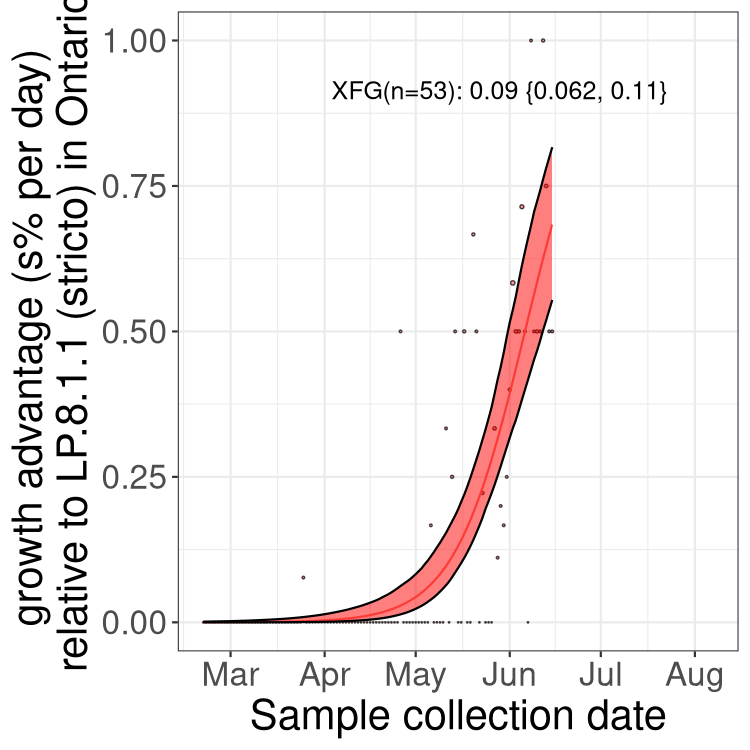 growth advantage (s% per day)
relative to LP.8.1.1 (stricto) in Ontario
1.00
0.75
0.50
0.25
0.00
XFG(n=53): 0.09 {0.062, 0.11}
Mar Apr May Jun Jul Aug
Sample collection date